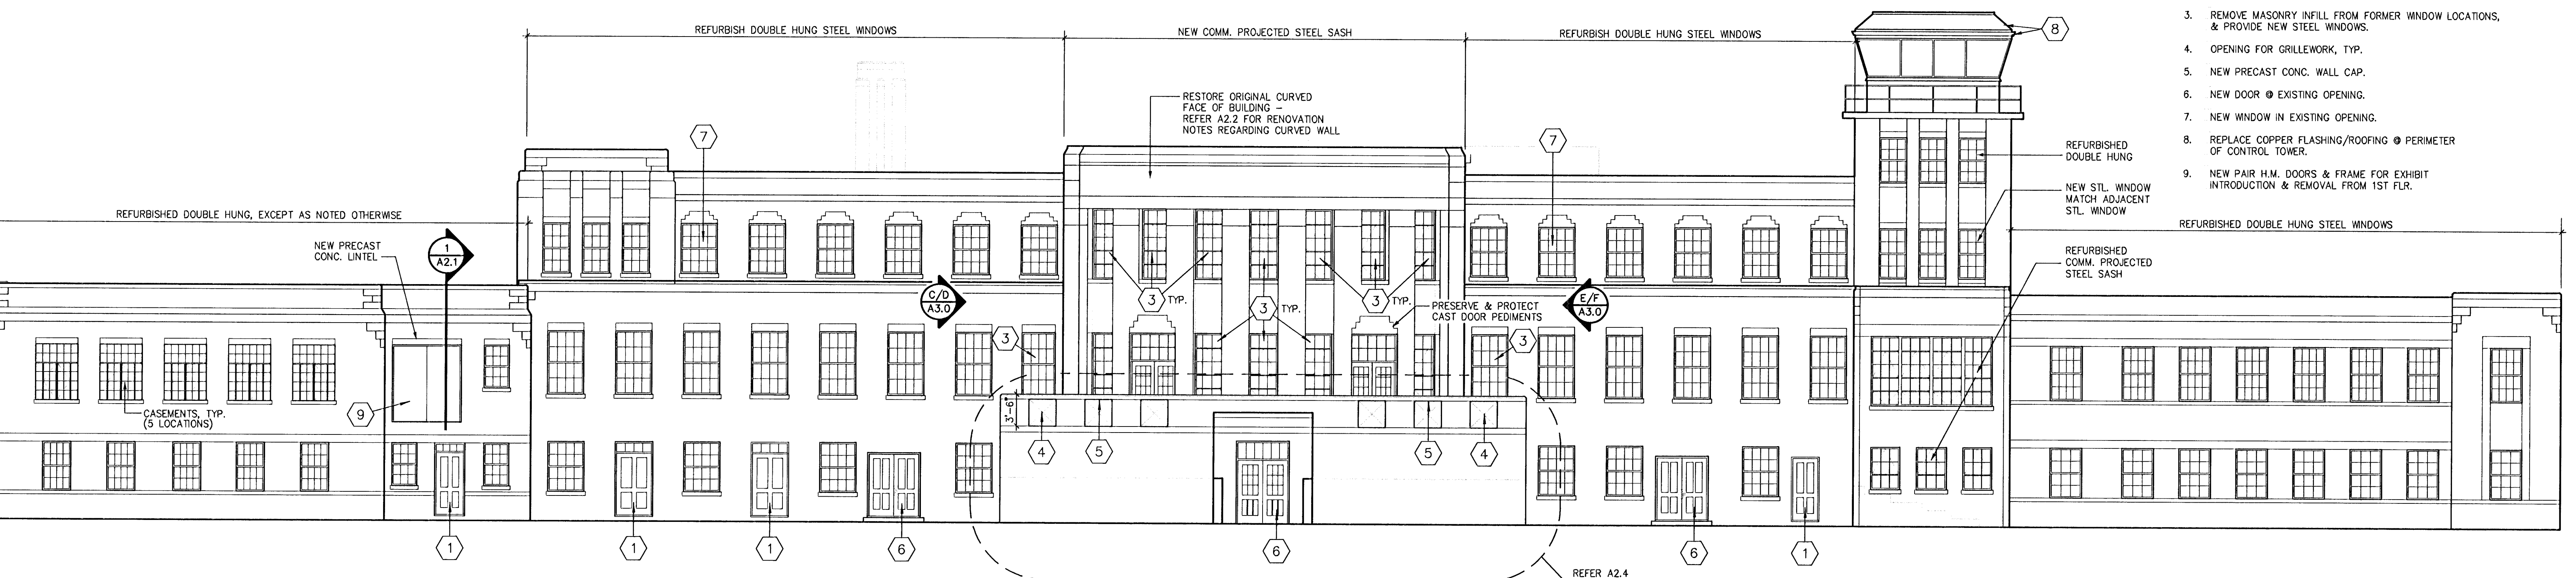 REFURBISH DOUBLE HUNG STEEL WINDOWS
NEW COMM. PROJECTED STEEL SASH
REFURBISH DOUBLE HUNG STEEL WINDOWS
8
3. REMOVE MASONRY INFILL FROM FORMER WINDOW LOCATIONS,
& PROVIDE NEW STEEL WINDOWS.
4. OPENING FOR GRILLEWORK, TYP.
5. NEW PRECAST CONC. WALL CAP.
6. NEW DOOR @ EXISTING OPENING.
7. NEW WINDOW IN EXISTING OPENING.
8. REPLACE COPPER FLASHING/ROOFING @ PERIMETER
OF CONTROL TOWER.
9. NEW PAIR H.M. DOORS & FRAME FOR EXHIBIT
INTRODUCTION & REMOVAL FROM 1ST FLR.
RESTORE ORIGINAL CURVED
FACE OF BUILDING –
REFER A2.2 FOR RENOVATION
NOTES REGARDING CURVED WALL
7
7
REFURBISHED
DOUBLE HUNG
NEW STL. WINDOW
MATCH ADJACENT
STL. WINDOW
REFURBISHED DOUBLE HUNG, EXCEPT AS NOTED OTHERWISE
REFURBISHED DOUBLE HUNG STEEL WINDOWS
NEW PRECAST
CONC. LINTEL
1
A2.1
REFURBISHED
COMM. PROJECTED
STEEL SASH
C/D
A3.0
3 TYP.
3 TYP.
3 TYP.
E/F
A3.0
PRESERVE & PROTECT
CAST DOOR PEDIMENTS
3
3
CASEMENTS, TYP.
(5 LOCATIONS)
9
3'-6"
4
5
5
4
1
1
1
6
6
6
1
REFER A2.4